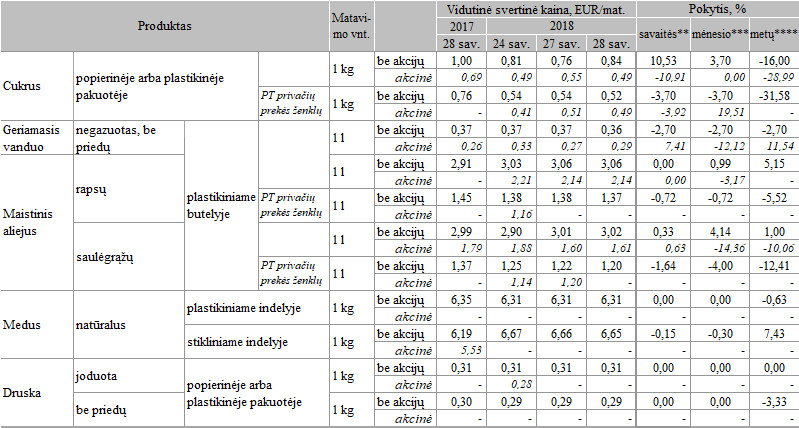 Produktas Matavi- mo vnt. Vidutinė svertinė kaina, EUR/mat. Pokytis, %
2017 2018 savaitės** mėnesio*** metų****
28 sav. 24 sav. 27 sav. 28 sav.
Cukrus popierinėje arba plastikinėje pakuotėje 1 kg be akcijų 1,00 0,81 0,76 0,84 10,53 3,70 -16,00
akcinė 0,69 0,49 0,55 0,49 -10,91 0,00 -28,99
PT privačių prekės ženklų 1 kg be akcijų 0,76 0,54 0,54 0,52 -3,70 -3,70 -31,58
akcinė - 0,41 0,51 0,49 -3,92 19,51 -
Geriamasis vanduo negazuotas, be priedų plastikiniame butelyje 1 l be akcijų 0,37 0,37 0,37 0,36 -2,70 -2,70 -2,70
akcinė 0,26 0,33 0,27 0,29 7,41 -12,12 11,54
Maistinis aliejus rapsų 1 l be akcijų 2,91 3,03 3,06 3,06 0,00 0,99 5,15
akcinė - 2,21 2,14 2,14 0,00 -3,17 -
PT privačių prekės ženklų 1 l be akcijų 1,45 1,38 1,38 1,37 -0,72 -0,72 -5,52
akcinė - 1,16 - - - - -
saulėgrąžų 1 l be akcijų 2,99 2,90 3,01 3,02 0,33 4,14 1,00
akcinė 1,79 1,88 1,60 1,61 0,63 -14,36 -10,06
PT privačių prekės ženklų 1 l be akcijų 1,37 1,25 1,22 1,20 -1,64 -4,00 -12,41
akcinė - 1,14 1,20 - - - -
Medus natūralus plastikiniame indelyje 1 kg be akcijų 6,35 6,31 6,31 6,31 0,00 0,00 -0,63
akcinė - - - - - - -
stikliniame indelyje 1 kg be akcijų 6,19 6,67 6,66 6,65 -0,15 -0,30 7,43
akcinė 5,53 - - - - - -
Druska joduota popierinėje arba plastikinėje pakuotėje 1 kg be akcijų 0,31 0,31 0,31 0,31 0,00 0,00 0,00
akcinė - 0,28 - - - - -
be priedų 1 kg be akcijų 0,30 0,29 0,29 0,29 0,00 0,00 -3,33
akcinė - - - - - - -